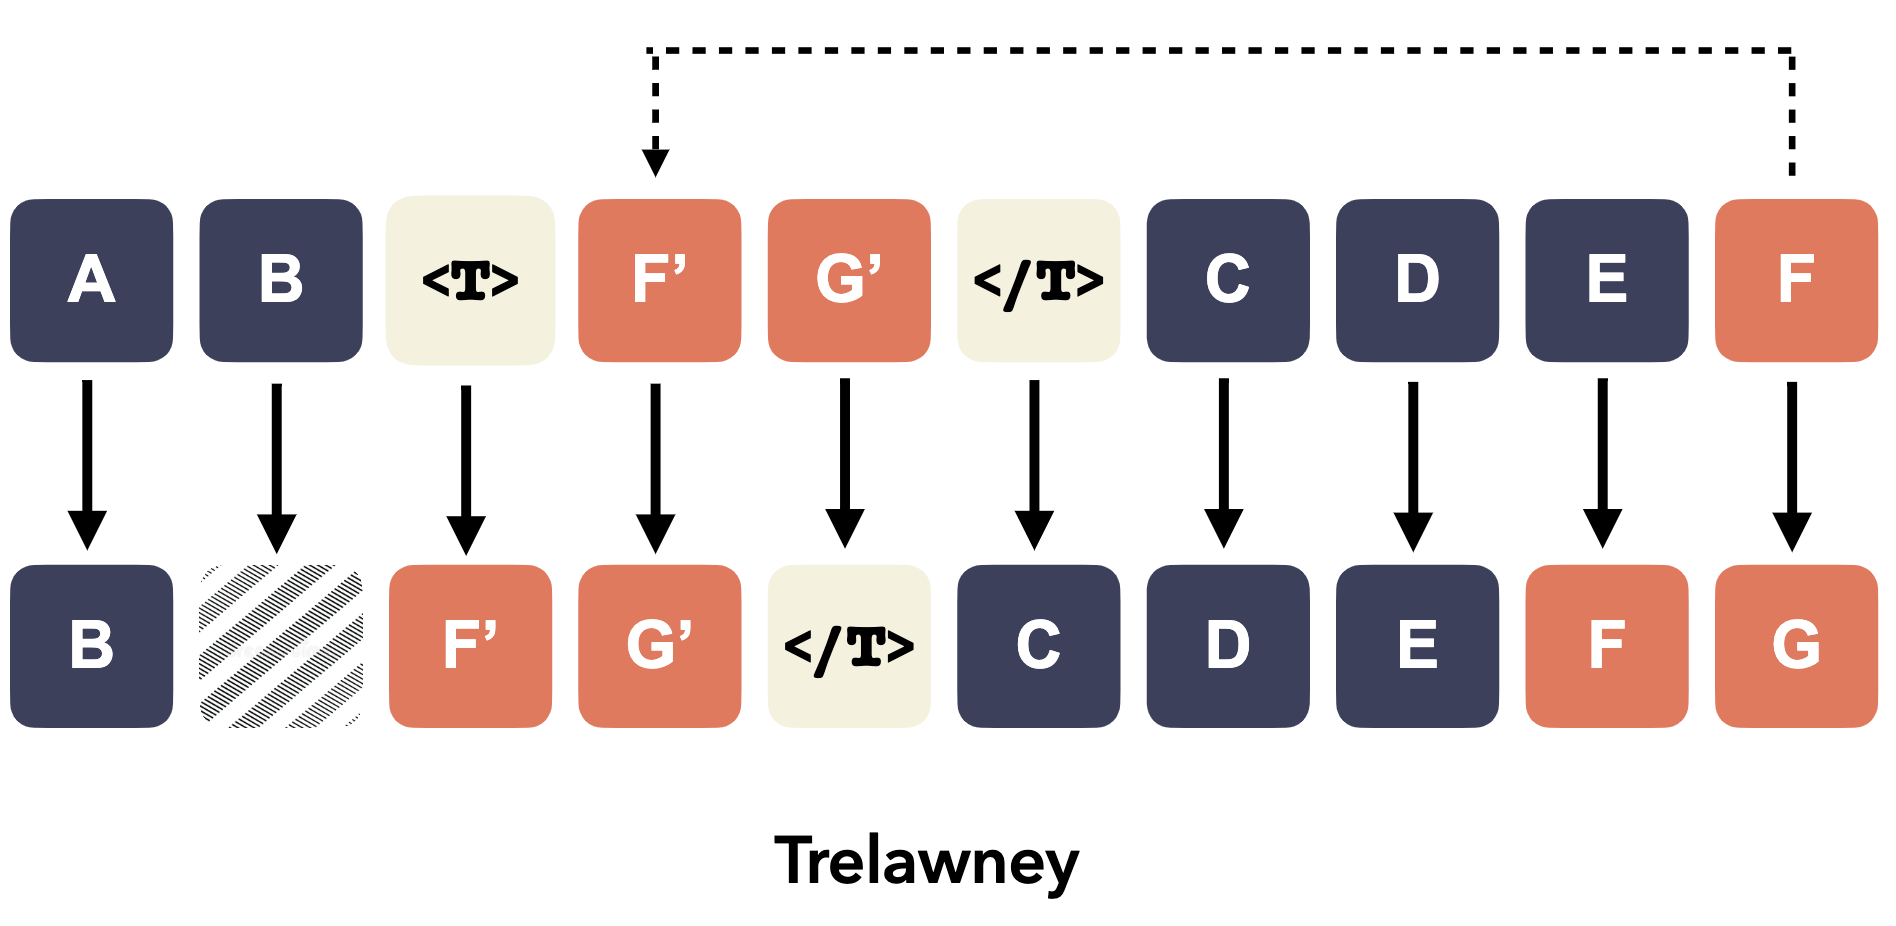 A B <T> F’ G’ </T> C D E F
B F’ G’ </T> C D E F G
Trelawney